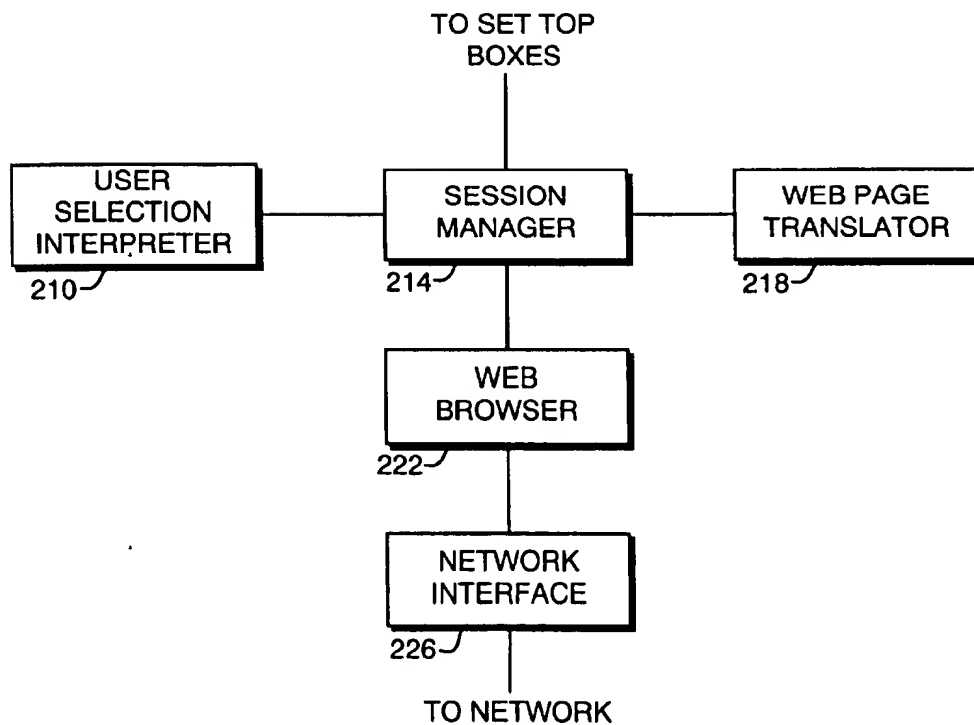 TO SET TOP
BOXES
USER
SELECTION
INTERPRETER
210
SESSION
MANAGER
214
WEB PAGE
TRANSLATOR
218
WEB
BROWSER
222
NETWORK
INTERFACE
226
TO NETWORK